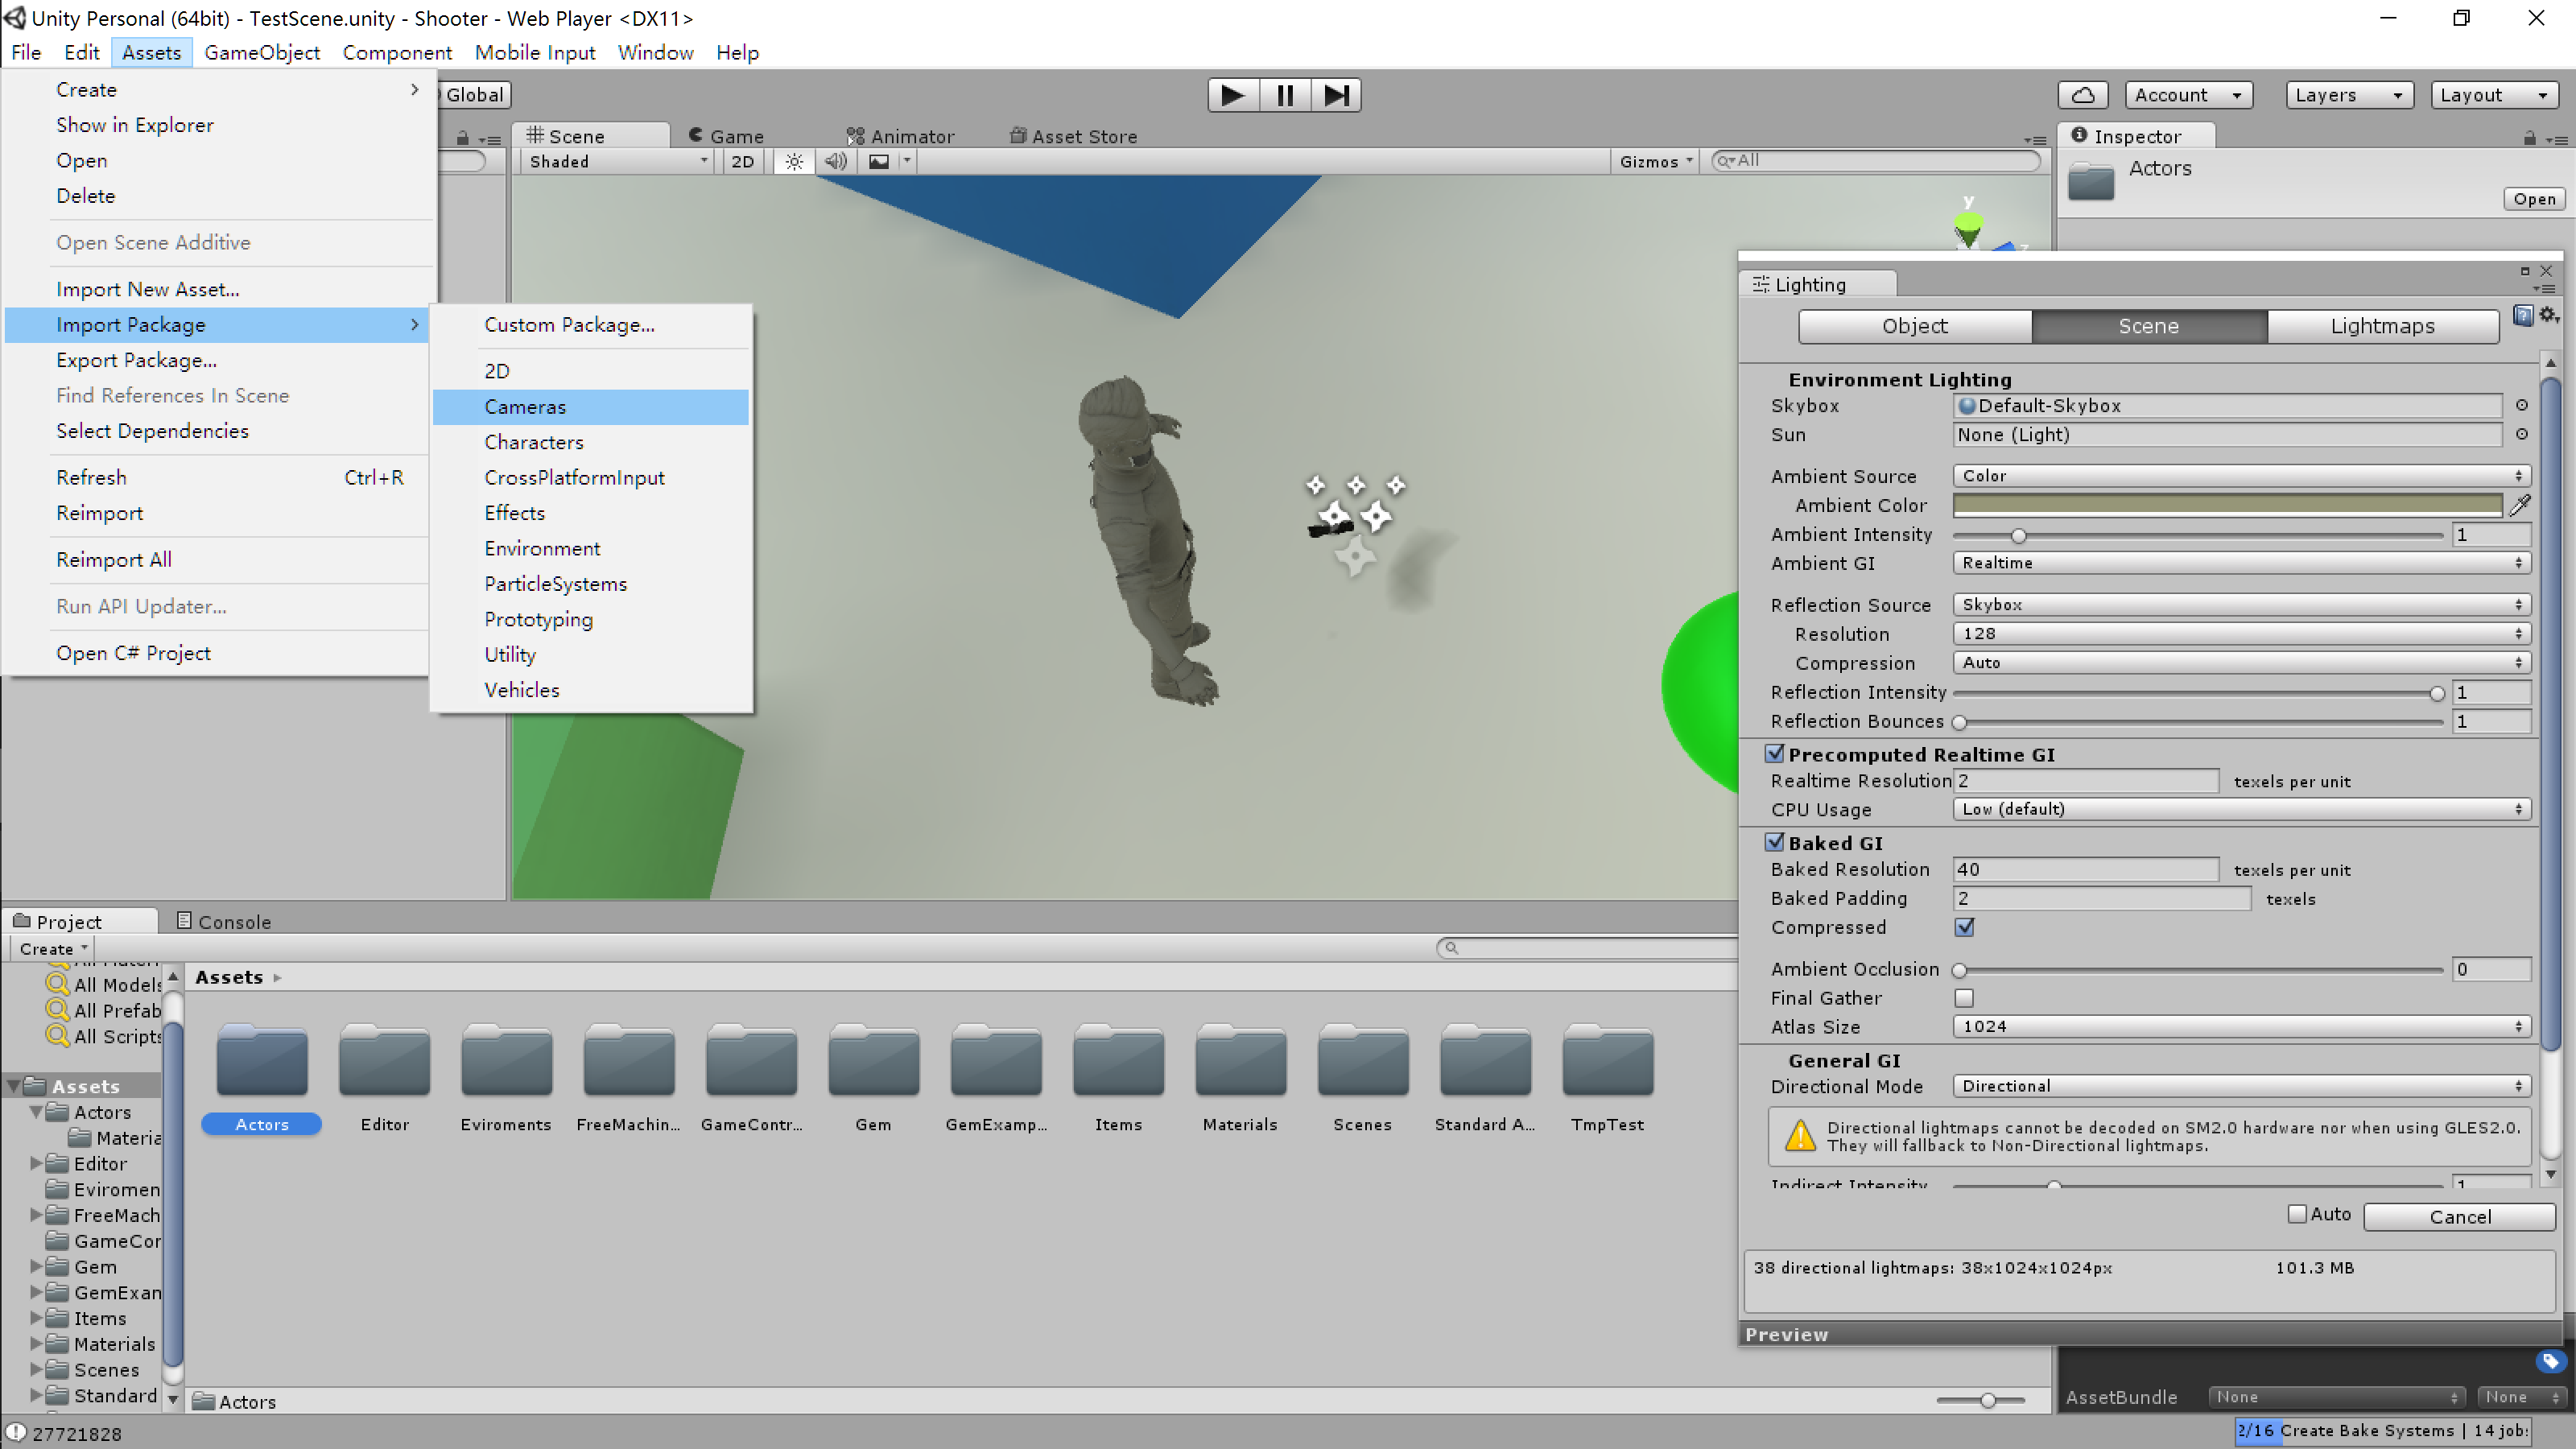 Unity Personal (64bit) - TestScene.unity - Shooter - Web Player <DX11>
File Edit Assets GameObject Component Mobile Input Window Help
Create
Show in Explorer
Open
Delete
Open Scene Additive
Import New Asset...
Import Package
Export Package...
Find References In Scene
Select Dependencies
Refresh Ctrl+R
Reimport
Reimport All
Run API Updater...
Open C# Project
Custom Package...
2D
Cameras
Characters
CrossPlatformInput
Effects
Environment
ParticleSystems
Prototyping
Utility
Vehicles
Global
Account Layers Layout
Scene Game Animator Asset Store
Shaded 2D Gizmos All
y
z
Inspector
Actors
Open
Lighting
Object Scene Lightmaps
Environment Lighting
Skybox Default-Skybox
Sun None (Light)
Ambient Source Color
Ambient Color
Ambient Intensity 1
Ambient GI Realtime
Reflection Source Skybox
Resolution 128
Compression Auto
Reflection Intensity 1
Reflection Bounces 1
Precomputed Realtime GI
Realtime Resolution 2 texels per unit
CPU Usage Low (default)
Baked GI
Baked Resolution 40 texels per unit
Baked Padding 2 texels
Compressed
Ambient Occlusion 0
Final Gather
Atlas Size 1024
General GI
Directional Mode Directional
Directional lightmaps cannot be decoded on SM2.0 hardware nor when using GLES2.0.
They will fallback to Non-Directional lightmaps.
Indirect Intensity 1
Auto Cancel
38 directional lightmaps: 38x1024x1024px 101.3 MB
Preview
AssetBundle None None
Project Console
Create
All Models
All Prefab
All Scripts
Assets
Actors
Materia
Editor
Eviromen
FreeMach
GameCor
Gem
GemExan
Items
Materials
Scenes
Standard
Assets
Actors Editor Eviroments FreeMachin... GameContr... Gem GemExamp... Items Materials Scenes Standard A... TmpTest
Actors
27721828
2/16 Create Bake Systems | 14 jobs